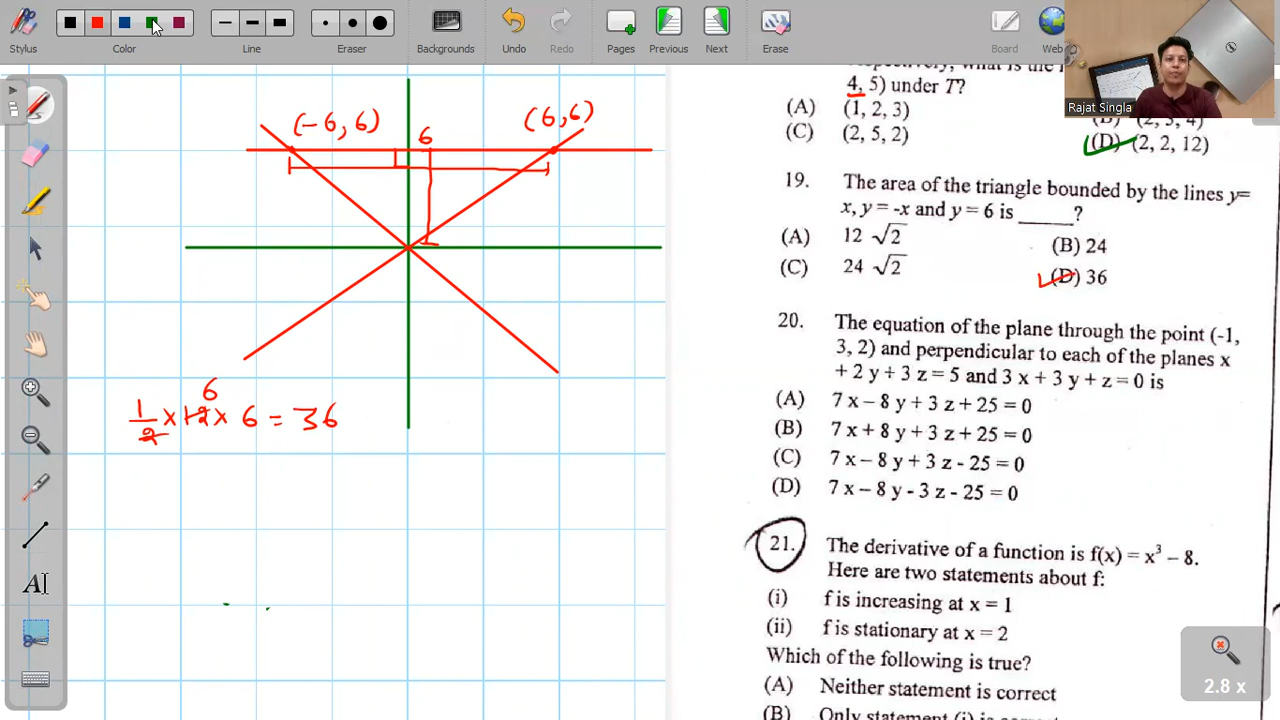 Stylus Color Line Eraser Backgrounds Undo Redo Pages Previous Next Erase Board Web
Rajat Singla
(-6, 6)
6
(6,6)
6
1/2 x 12 x 6 = 36
4, 5) under T?
(A) (1, 2, 3)
(C) (2, 5, 2)
(D) (2, 2, 12)
19. The area of the triangle bounded by the lines y=
x, y = -x and y = 6 is _____?
(A) 12 √2
(B) 24
(C) 24 √2
(D) 36
20. The equation of the plane through the point (-1,
3, 2) and perpendicular to each of the planes x
+ 2 y + 3 z = 5 and 3 x + 3 y + z = 0 is
(A) 7 x – 8 y + 3 z + 25 = 0
(B) 7 x + 8 y + 3 z + 25 = 0
(C) 7 x – 8 y + 3 z - 25 = 0
(D) 7 x – 8 y - 3 z - 25 = 0
21. The derivative of a function is f(x) = x³ – 8.
Here are two statements about f:
(i) f is increasing at x = 1
(ii) f is stationary at x = 2
Which of the following is true?
(A) Neither statement is correct
(B) Only statement (i) is
2.8 x